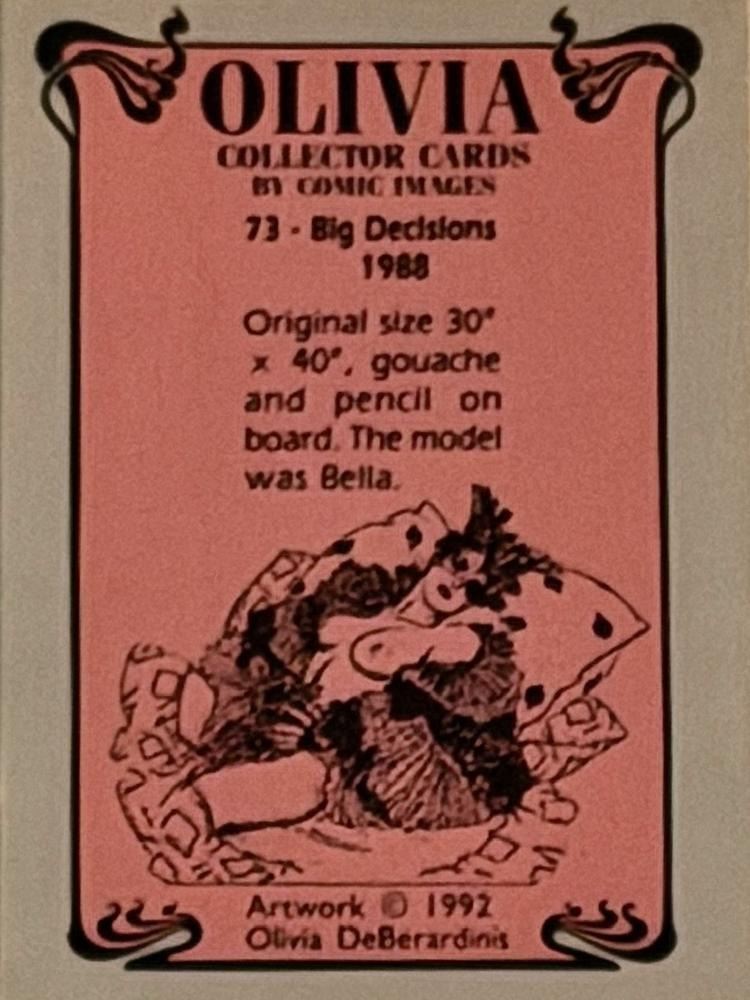 OLIVIA
COLLECTOR CARDS
BY COMIC IMAGES
73 - Big Decisions
1988
Original size 30"
x 40", gouache
and pencil on
board. The model
was Bella.
Artwork © 1992
Olivia DeBerardinis